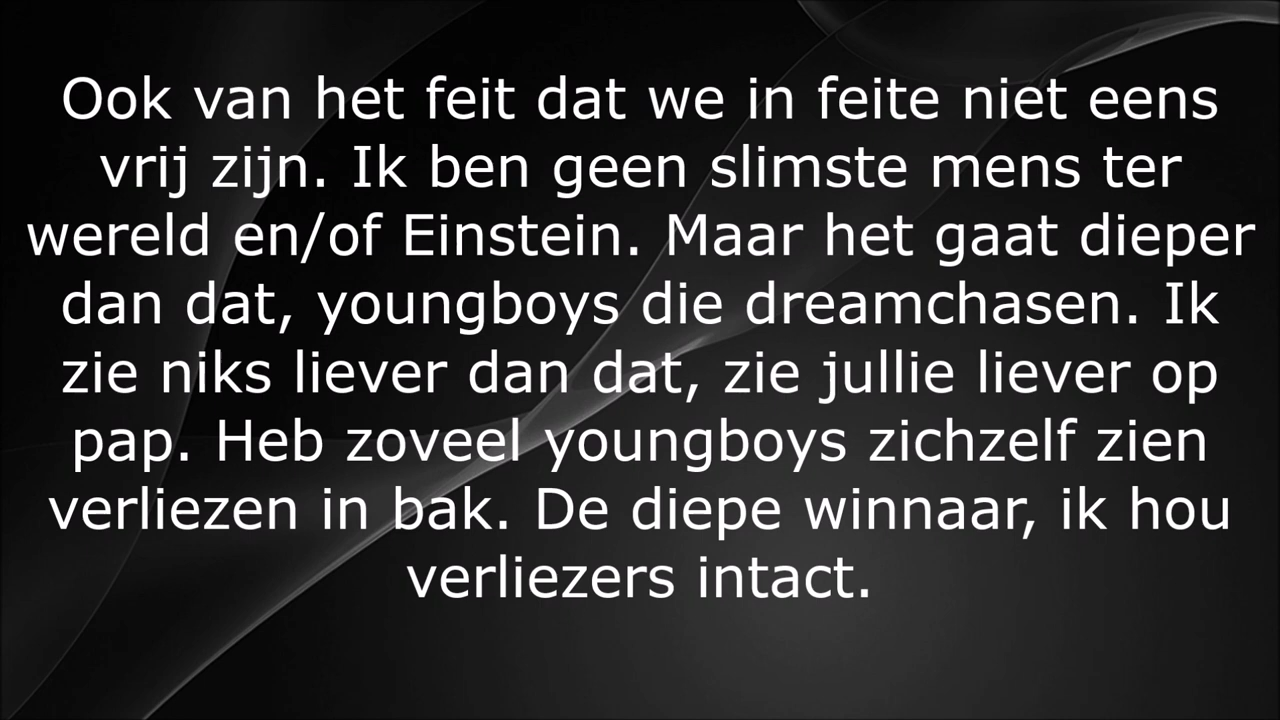 Ook van het feit dat we in feite niet eens
vrij zijn. Ik ben geen slimste mens ter
wereld en/of Einstein. Maar het gaat dieper
dan dat, youngboys die dreamchasen. Ik
zie niks liever dan dat, zie jullie liever op
pap. Heb zoveel youngboys zichzelf zien
verliezen in bak. De diepe winnaar, ik hou
verliezers intact.